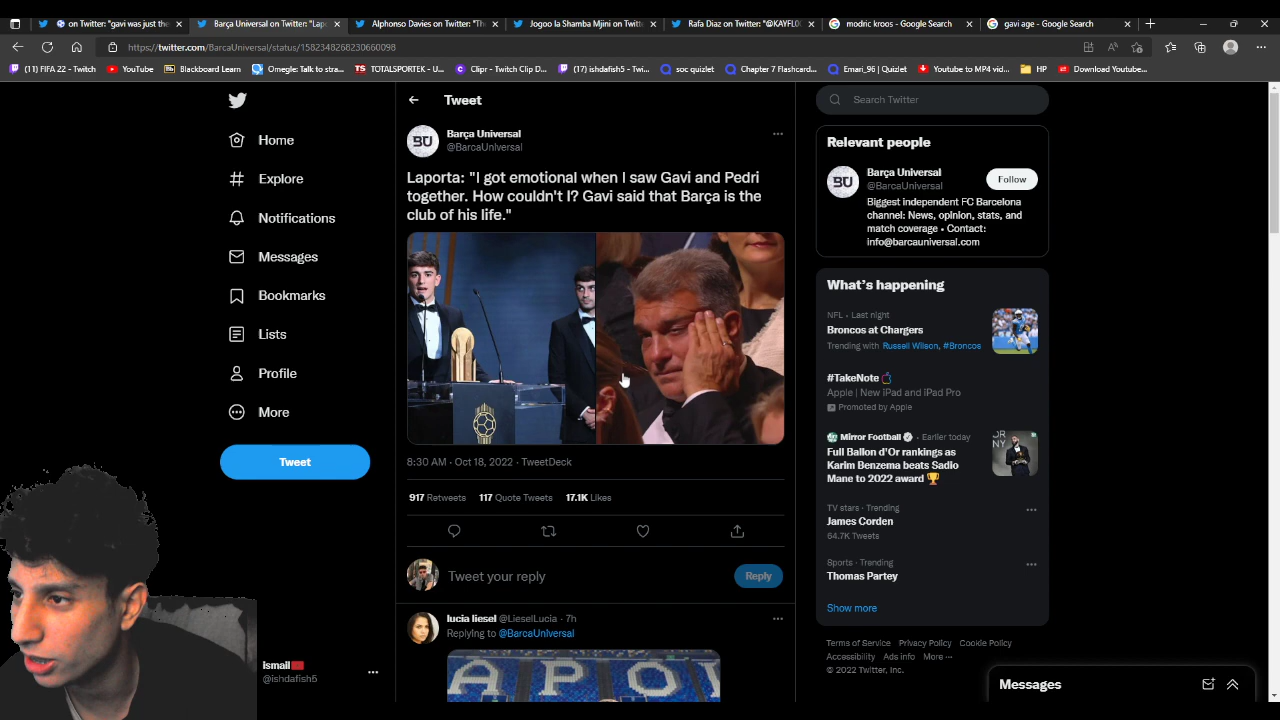 on Twitter: "gavi was just the
Barça Universal on Twitter: "Lapo
Alphonso Davies on Twitter: "The
Jogoo la Shamba Mjini on Twitt
Rafa Diaz on Twitter: "@KAYFL0
modric kroos - Google Search
gavi age - Google Search
https://twitter.com/BarcaUniversal/status/1582348268230660098
(11) FIFA 22 - Twitch
YouTube
Blackboard Learn
Omegle: Talk to stra...
TOTALSPORTEK - U...
Clipr - Twitch Clip D...
(17) ishdafish5 - Twi...
soc quizlet
Chapter 7 Flashcard...
Emari_96 | Quizlet
Youtube to MP4 vid...
HP
Download Youtube...
Home
Explore
Notifications
Messages
Bookmarks
Lists
Profile
More
Tweet
ismail
@ishdafish5
Tweet
BU
Barça Universal
@BarcaUniversal
Laporta: "I got emotional when I saw Gavi and Pedri
together. How couldn't I? Gavi said that Barça is the
club of his life."
8:30 AM · Oct 18, 2022 · TweetDeck
917 Retweets 117 Quote Tweets 17.1K Likes
Tweet your reply
Reply
lucia liesel @LieselLucia · 7h
Replying to @BarcaUniversal
APO
Search Twitter
Relevant people
BU
Barça Universal
@BarcaUniversal
Follow
Biggest independent FC Barcelona
channel: News, opinion, stats, and
match coverage • Contact:
info@barcauniversal.com
What's happening
NFL · Last night
Broncos at Chargers
Trending with Russell Wilson, #Broncos
#TakeNote
Apple | New iPad and iPad Pro
Promoted by Apple
Mirror Football · Earlier today
Full Ballon d'Or rankings as
Karim Benzema beats Sadio
Mane to 2022 award
TV stars · Trending
James Corden
64.7K Tweets
Sports · Trending
Thomas Partey
Show more
Terms of Service Privacy Policy Cookie Policy
Accessibility Ads info More ···
© 2022 Twitter, Inc.
Messages